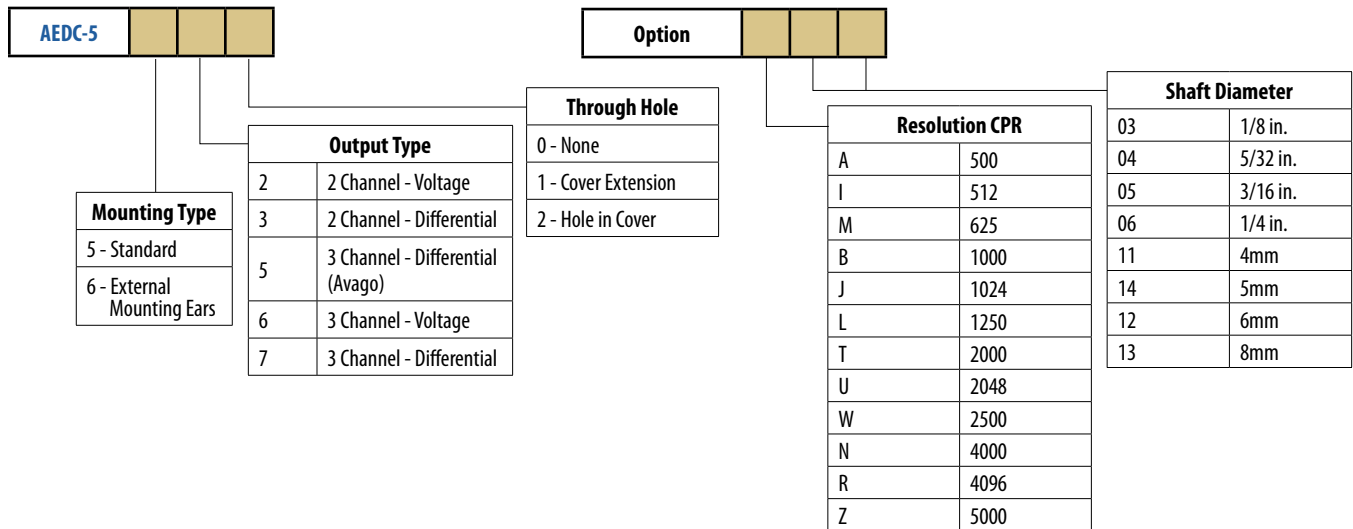 AEDC-5
Option
Mounting Type
5 - Standard
6 - External
Mounting Ears
Output Type
2 2 Channel - Voltage
3 2 Channel - Differential
5 3 Channel - Differential
(Avago)
6 3 Channel - Voltage
7 3 Channel - Differential
Through Hole
0 - None
1 - Cover Extension
2 - Hole in Cover
Resolution CPR
A 500
I 512
M 625
B 1000
J 1024
L 1250
T 2000
U 2048
W 2500
N 4000
R 4096
Z 5000
Shaft Diameter
03 1/8 in.
04 5/32 in.
05 3/16 in.
06 1/4 in.
11 4mm
14 5mm
12 6mm
13 8mm